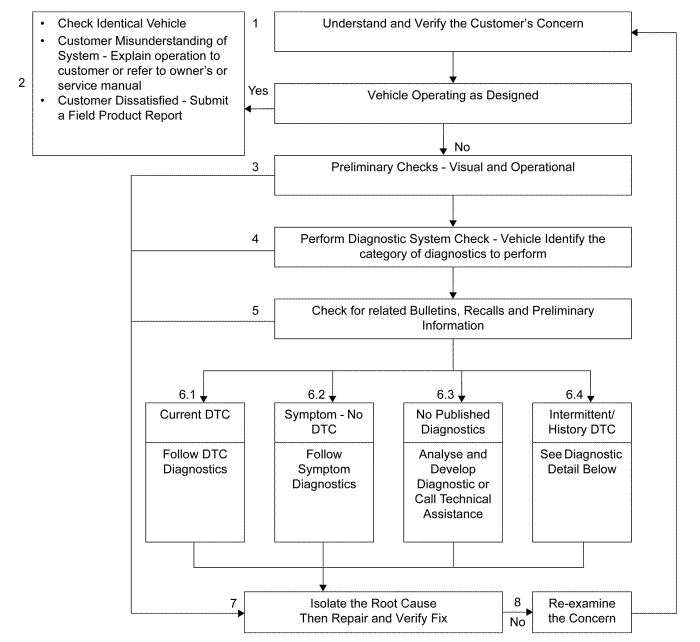 • Check Identical Vehicle
• Customer Misunderstanding of
System - Explain operation to
customer or refer to owner's or
service manual
• Customer Dissatisfied - Submit
a Field Product Report
2
1
Understand and Verify the Customer's Concern
Yes
Vehicle Operating as Designed
No
3
Preliminary Checks - Visual and Operational
4
Perform Diagnostic System Check - Vehicle Identify the
category of diagnostics to perform
5
Check for related Bulletins, Recalls and Preliminary
Information
6.1
Current DTC
Follow DTC
Diagnostics
6.2
Symptom - No
DTC
Follow
Symptom
Diagnostics
6.3
No Published
Diagnostics
Analyse and
Develop
Diagnostic or
Call Technical
Assistance
6.4
Intermittent/
History DTC
See Diagnostic
Detail Below
7
Isolate the Root Cause
Then Repair and Verify Fix
8
No
Re-examine
the Concern